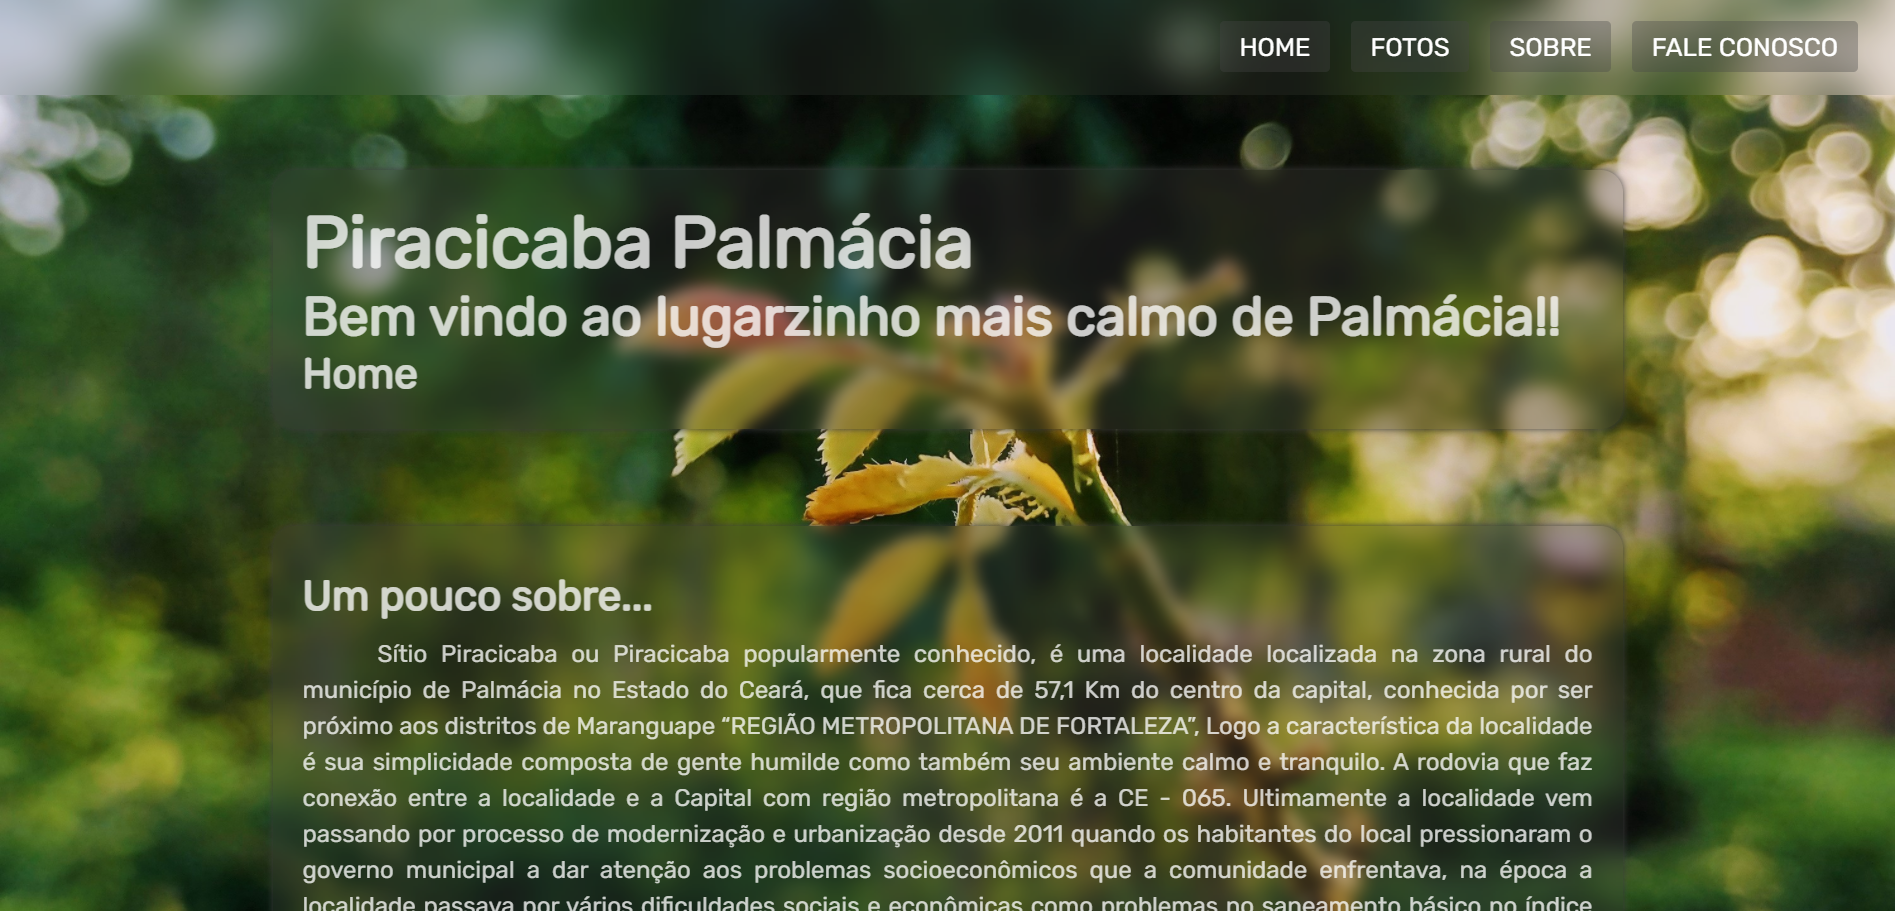 HOME FOTOS SOBRE FALE CONOSCO
Piracicaba Palmácia
Bem vindo ao lugarzinho mais calmo de Palmácia!!
Home
Um pouco sobre...
Sítio Piracicaba ou Piracicaba popularmente conhecido, é uma localidade localizada na zona rural do
município de Palmácia no Estado do Ceará, que fica cerca de 57,1 Km do centro da capital, conhecida por ser
próximo aos distritos de Maranguape “REGIÃO METROPOLITANA DE FORTALEZA”, Logo a característica da localidade
é sua simplicidade composta de gente humilde como também seu ambiente calmo e tranquilo. A rodovia que faz
conexão entre a localidade e a Capital com região metropolitana é a CE - 065. Ultimamente a localidade vem
passando por processo de modernização e urbanização desde 2011 quando os habitantes do local pressionaram o
governo municipal a dar atenção aos problemas socioeconômicos que a comunidade enfrentava, na época a
localidade passava por vários dificuldades sociais e econômicas como problemas no saneamento básico no índice